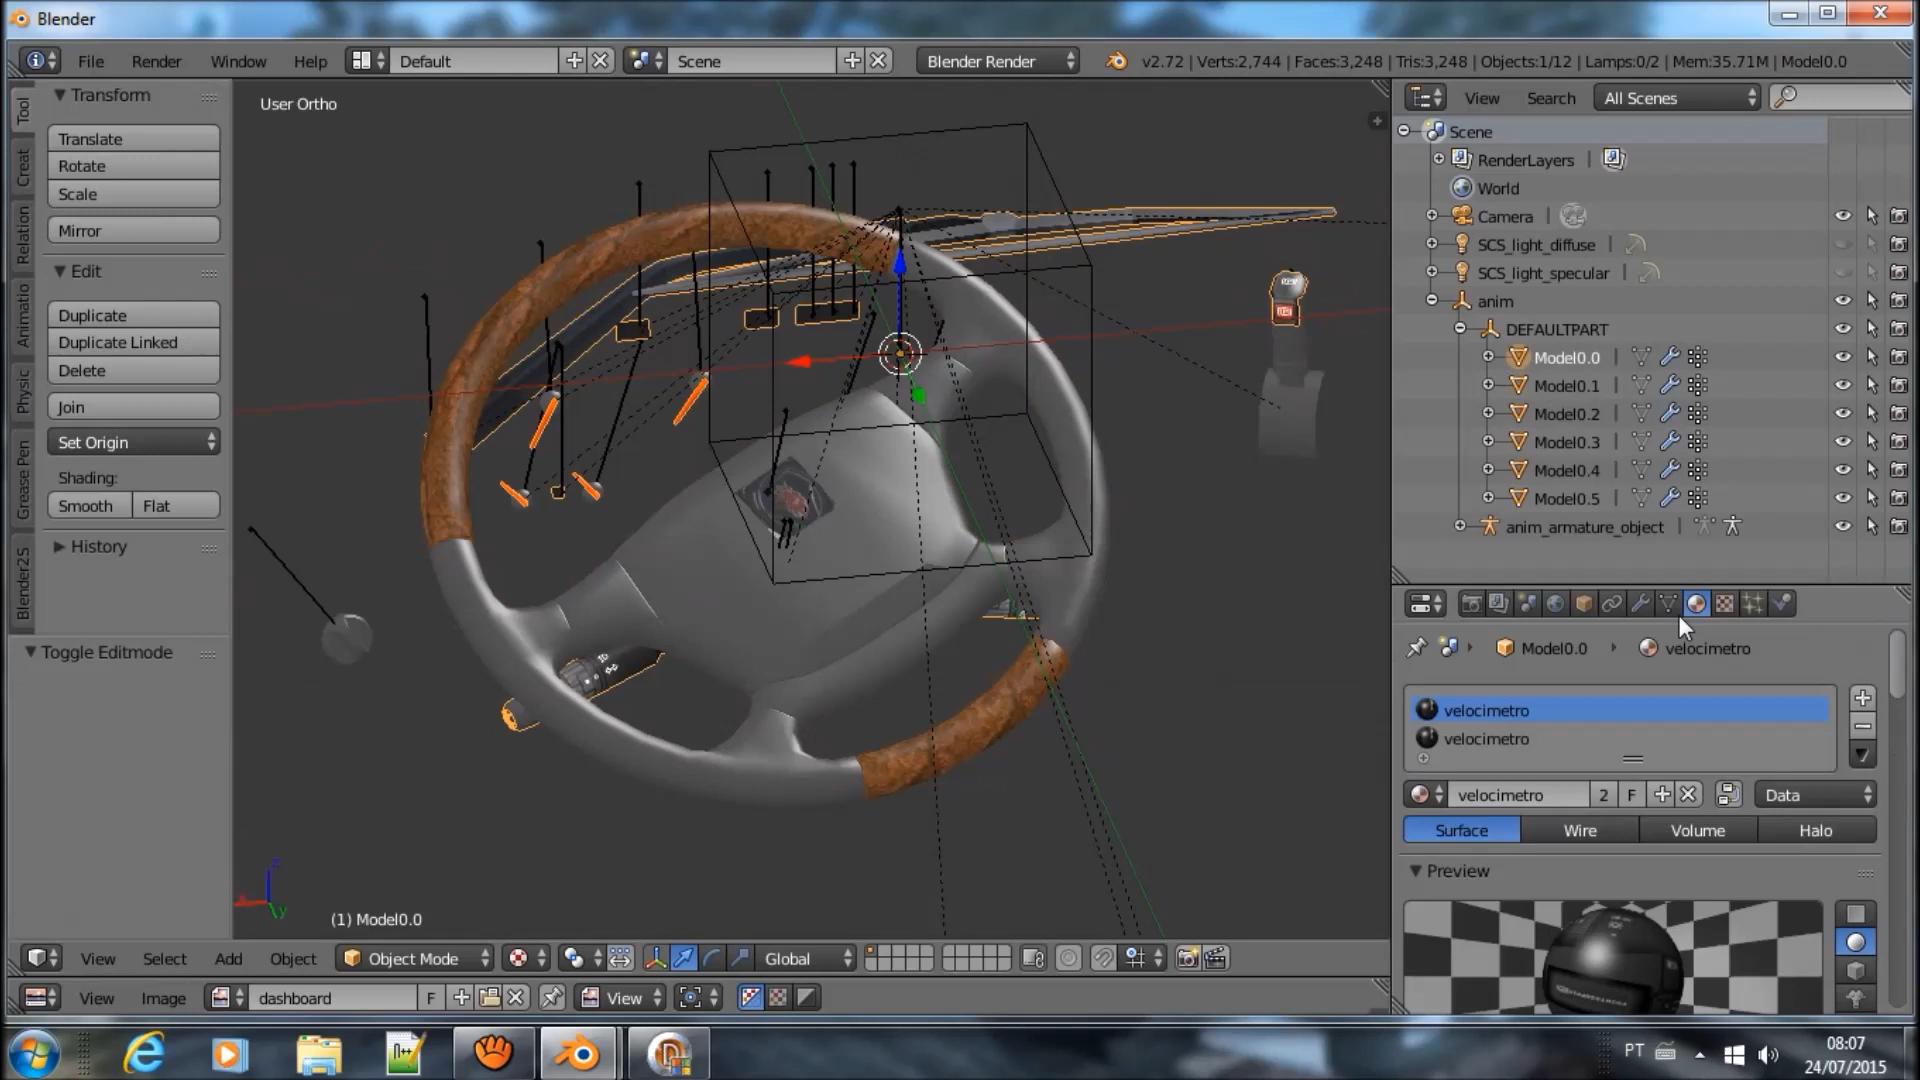 Blender
File Render Window Help Default Scene Blender Render v2.72 | Verts:2,744 | Faces:3,248 | Tris:3,248 | Objects:1/12 | Lamps:0/2 | Mem:35.71M | Model0.0
Transform
User Ortho
View Search All Scenes
Translate
Rotate
Scale
Mirror
Edit
Duplicate
Duplicate Linked
Delete
Join
Set Origin
Shading:
Smooth Flat
History
Toggle Editmode
Tool
Creat
Relation
Animatio
Physic
Grease Pen
Blender2S
(1) Model0.0
Scene
RenderLayers
World
Camera
SCS_light_diffuse
SCS_light_specular
anim
DEFAULTPART
Model0.0
Model0.1
Model0.2
Model0.3
Model0.4
Model0.5
anim_armature_object
Model0.0 velocimetro
velocimetro
velocimetro
velocimetro 2 F Data
Surface Wire Volume Halo
Preview
View Select Add Object Object Mode Global
View Image dashboard F View
PT 08:07
24/07/2015